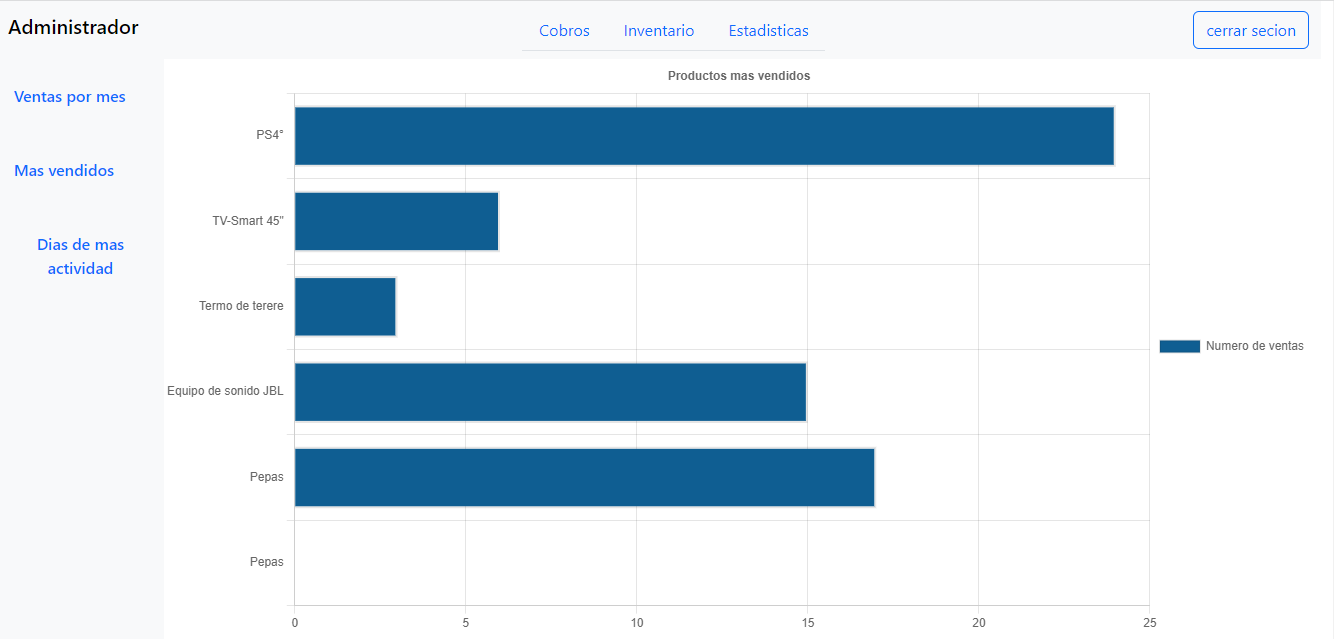 Administrador
Cobros
Inventario
Estadisticas
cerrar secion
Ventas por mes
Mas vendidos
Dias de mas
actividad
Productos mas vendidos
PS4°
TV-Smart 45"
Termo de terere
Equipo de sonido JBL
Pepas
Pepas
0
5
10
15
20
25
Numero de ventas